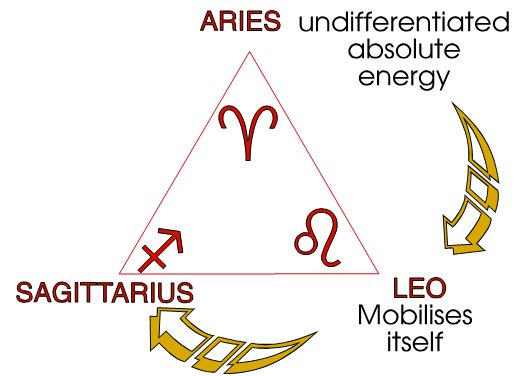 ARIES undifferentiated
absolute
energy
SAGITTARIUS
LEO
Mobilises
itself